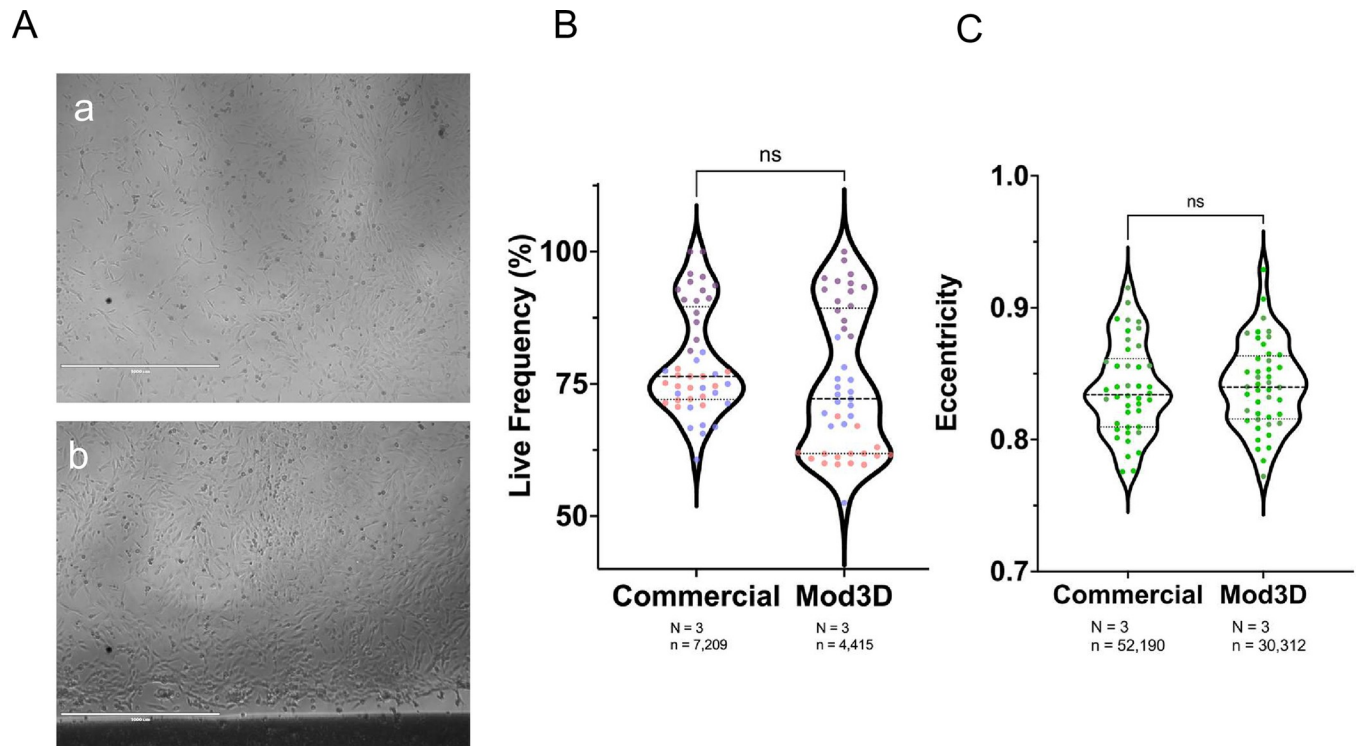 A
B
C
a
b
ns
Live Frequency (%)
100
75
50
Commercial Mod3D
N = 3 N = 3
n = 7,209 n = 4,415
ns
Eccentricity
1.0
0.9
0.8
0.7
Commercial Mod3D
N = 3 N = 3
n = 52,190 n = 30,312